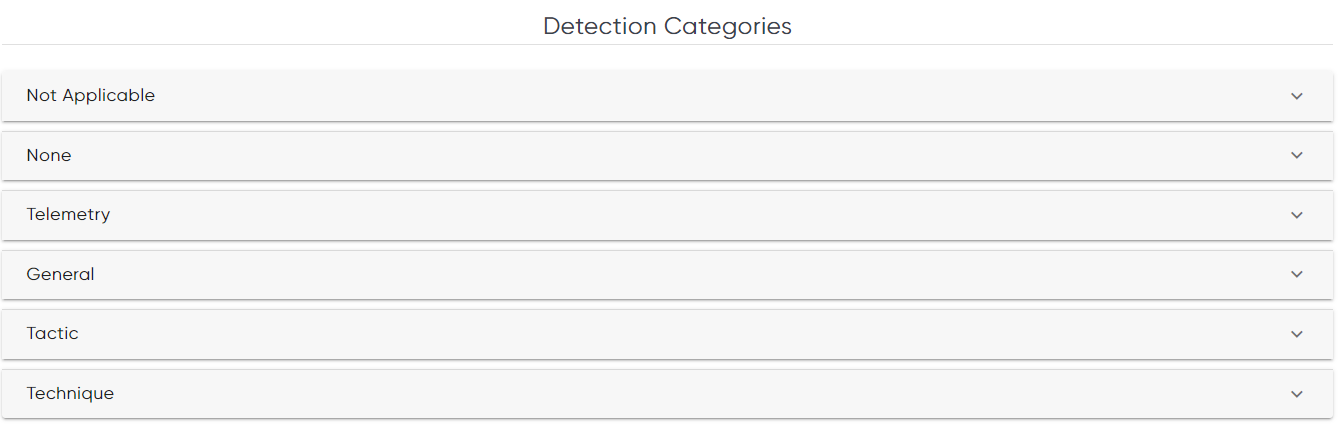 Detection Categories
Not Applicable
None
Telemetry
General
Tactic
Technique